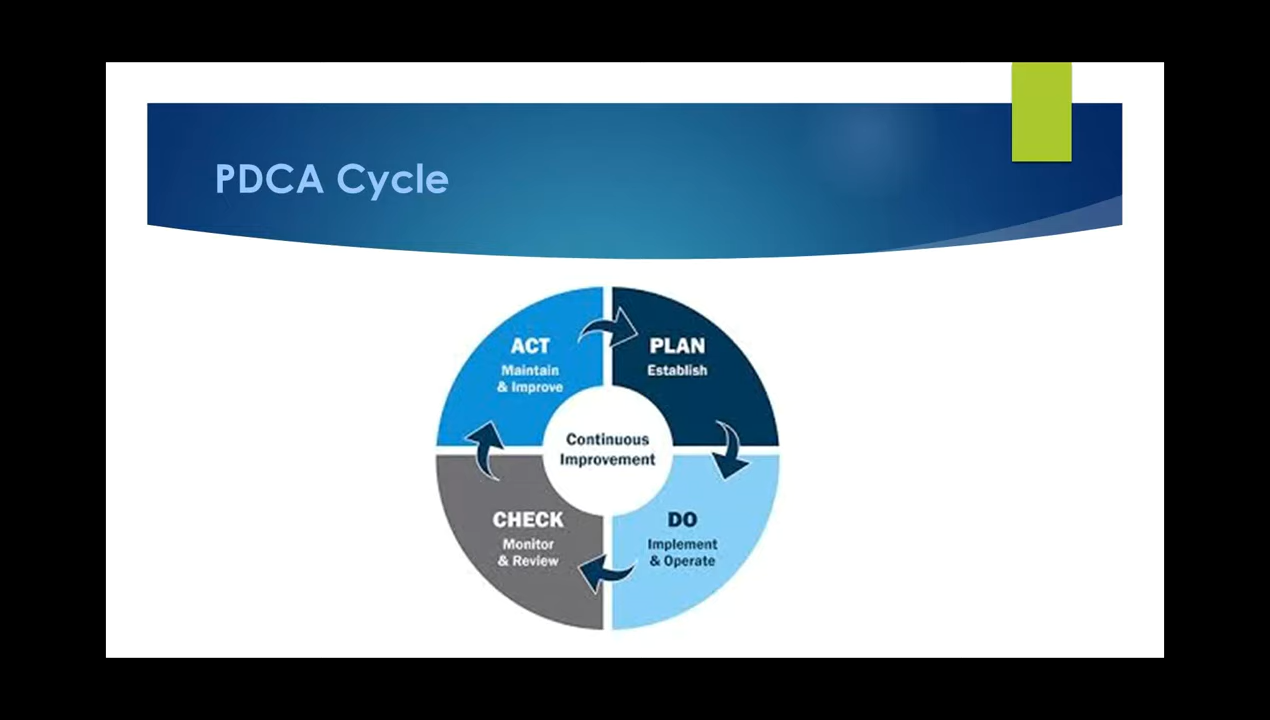 PDCA Cycle
ACT
Maintain
& Improve
PLAN
Establish
Continuous
Improvement
CHECK
Monitor
& Review
DO
Implement
& Operate